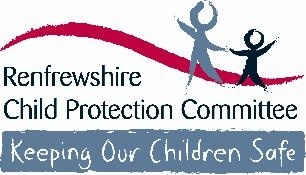 Renfrewshire
Child Protection Committee
Keeping Our Children Safe